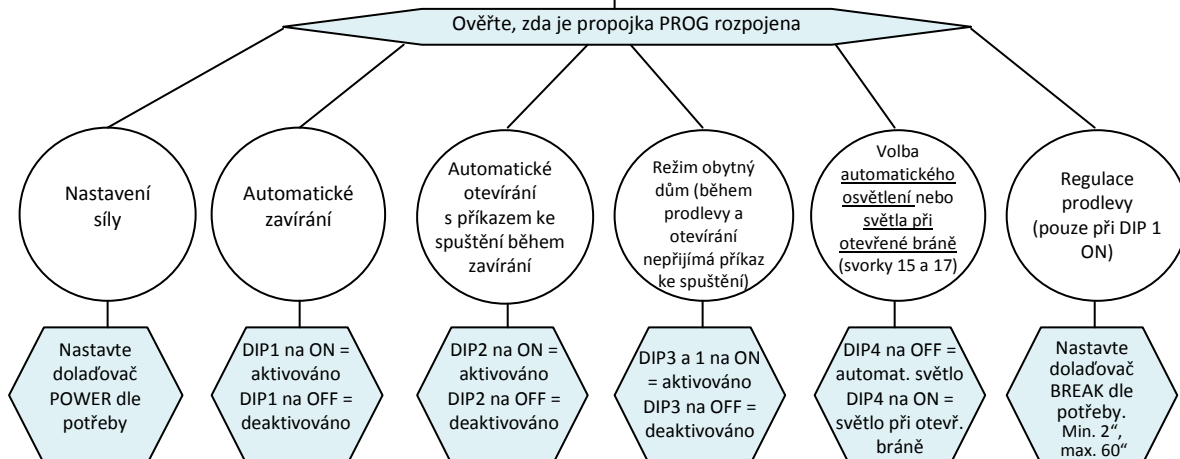 Ověřte, zda je propojka PROG rozpojena
Nastavení
síly
Automatické
zavírání
Automatické
otevírání
s příkazem ke
spuštění během
zavírání
Režim obytný
dům (během
prodlevy a
otevírání
nepřijímá příkaz
ke spuštění)
Volba
automatického
osvětlení nebo
světla při
otevřené bráně
(svorky 15 a 17)
Regulace
prodlevy
(pouze při DIP 1
ON)
Nastavte
dolaďovač
POWER dle
potřeby
DIP1 na ON =
aktivováno
DIP1 na OFF =
deaktivováno
DIP2 na ON =
aktivováno
DIP2 na OFF =
deaktivováno
DIP3 a 1 na ON
= aktivováno
DIP3 na OFF =
deaktivováno
DIP4 na OFF =
automat. světlo
DIP4 na ON =
světlo při otevř.
bráně
Nastavte
dolaďovač
BREAK dle
potřeby.
Min. 2“,
max. 60“